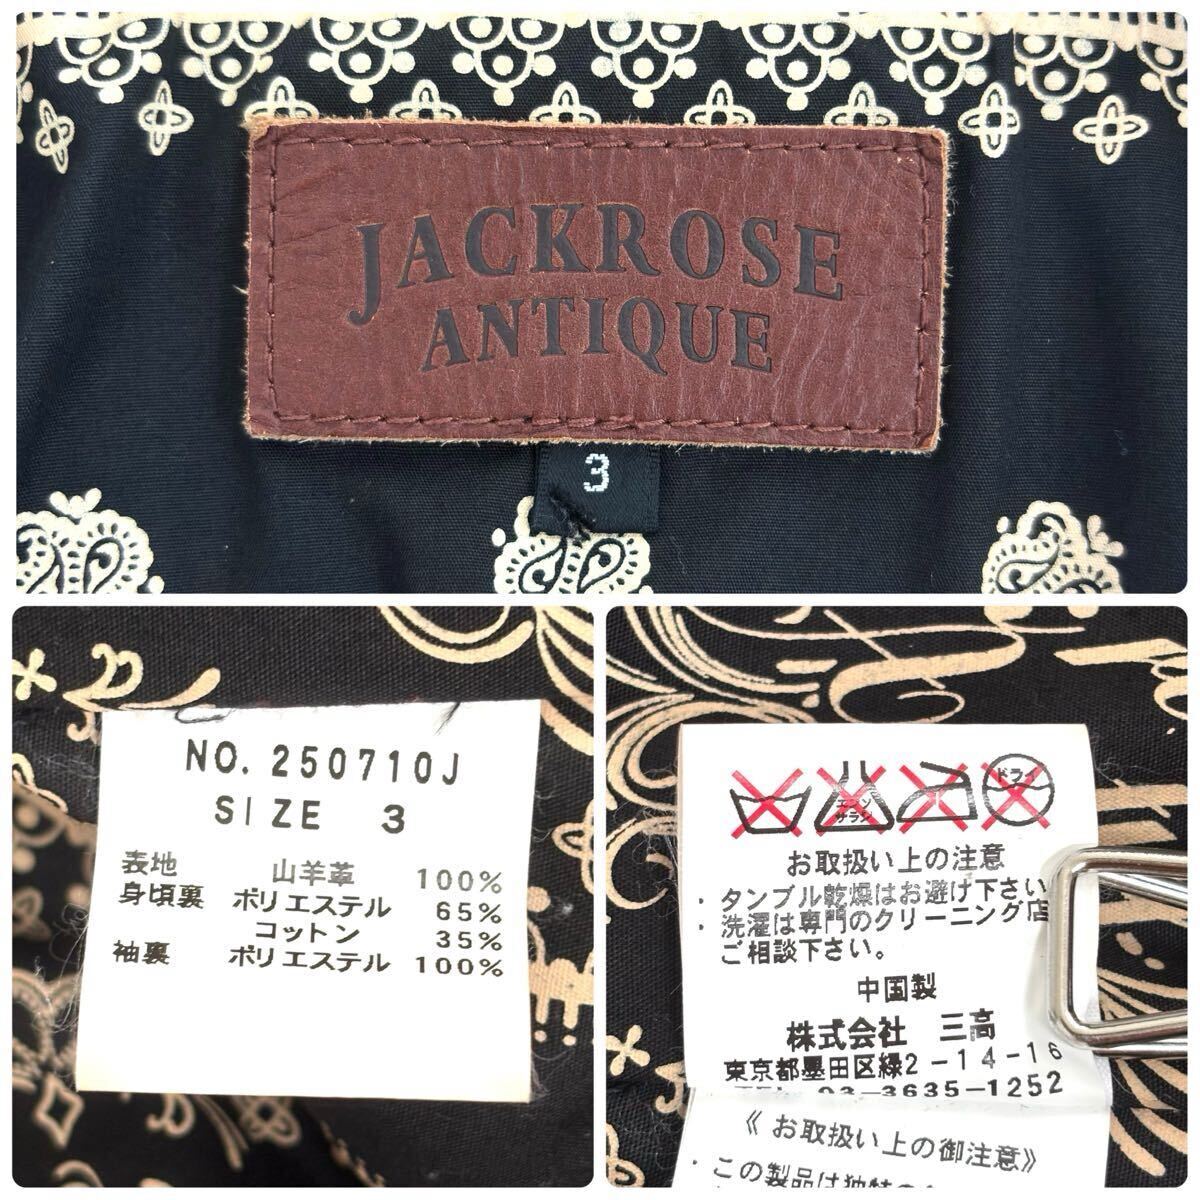 JACKROSE
ANTIQUE
3
NO. 250710J
SIZE 3
表地 山羊革 100%
身頃裏 ポリエステル 65%
コットン 35%
袖裏 ポリエステル 100%
エンソ
サラシ
ドライ
お取扱い上の注意
・タンブル乾燥はお避け下さい
・洗濯は専門のクリーニング店
ご相談下さい。
中国製
株式会社 三高
東京都墨田区緑2-14-16
03-3635-1252
《お取扱い上の御注意》
・この製品は独特の